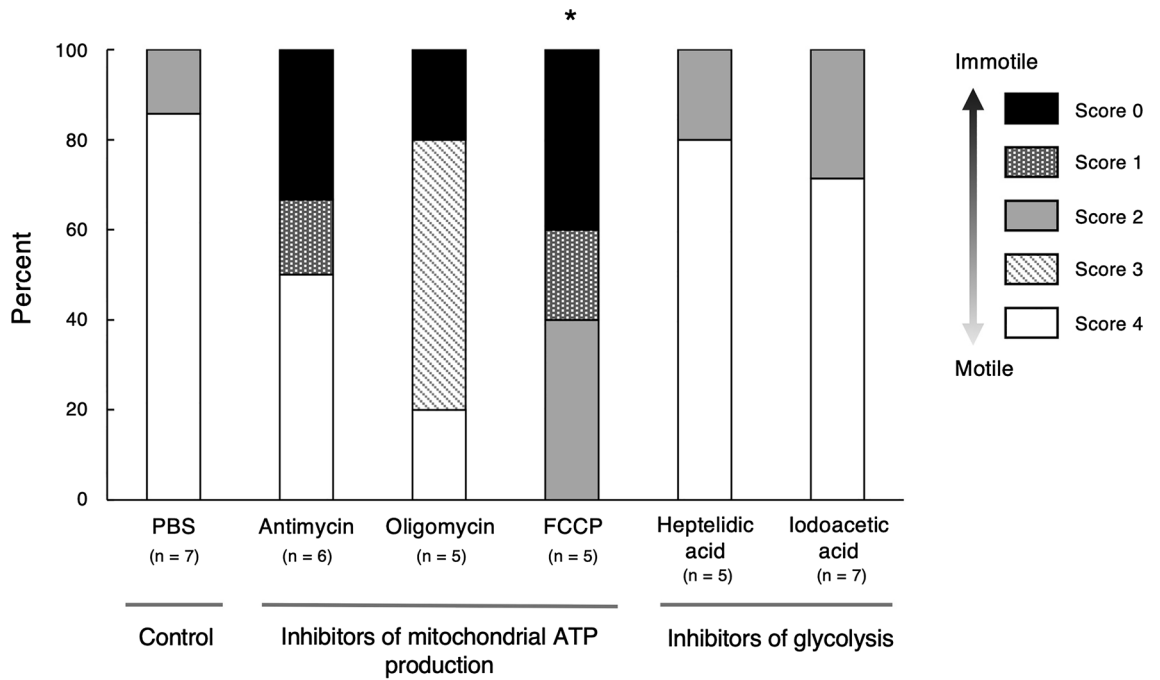 *
100
80
60
40
20
0
Percent
PBS
(n = 7)
Antimycin
(n = 6)
Oligomycin
(n = 5)
FCCP
(n = 5)
Heptelidic
acid
(n = 5)
Iodoacetic
acid
(n = 7)
Control
Inhibitors of mitochondrial ATP
production
Inhibitors of glycolysis
Immotile
Score 0
Score 1
Score 2
Score 3
Score 4
Motile